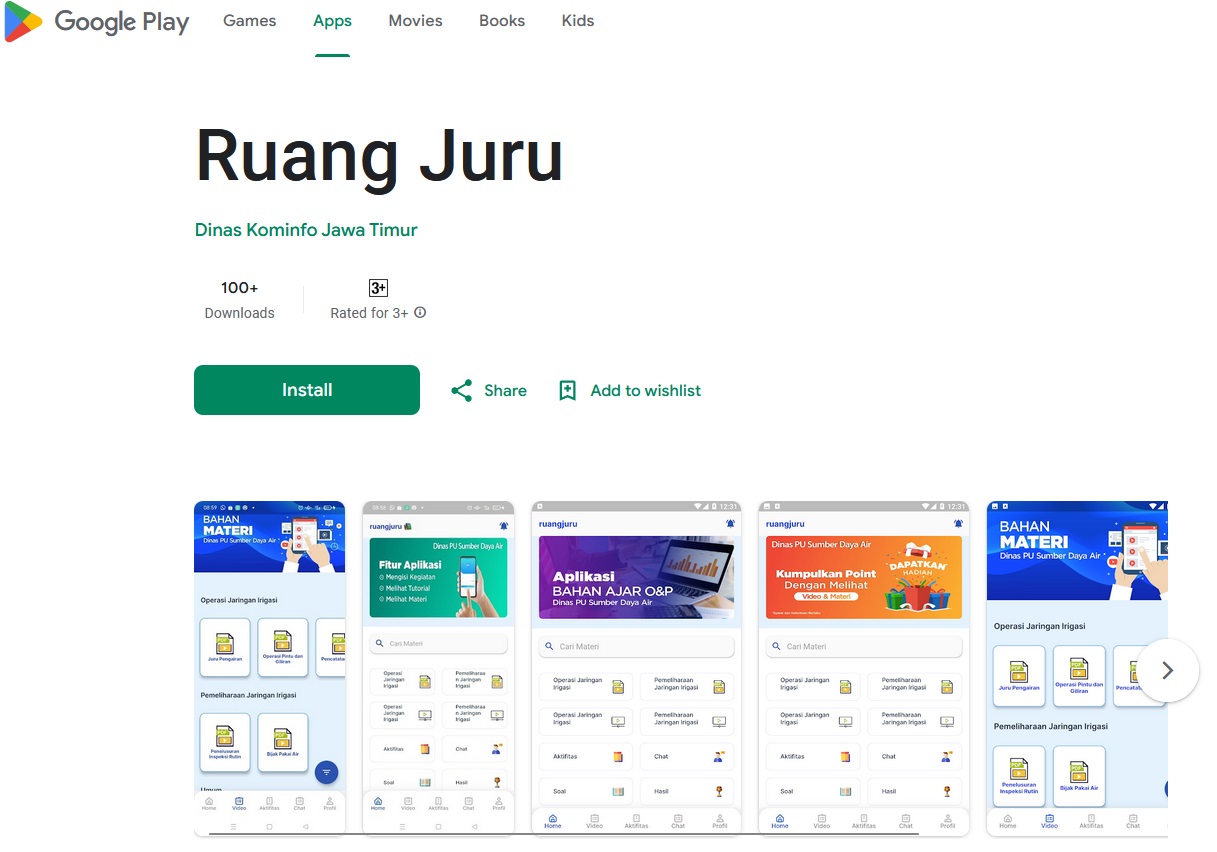 Google Play Games Apps Movies Books Kids
Ruang Juru
Dinas Kominfo Jawa Timur
100+
Downloads
3+
Rated for 3+
Install
Share
Add to wishlist
08:59
BAHAN
MATERI
Dinas PU Sumber Daya Air
Operasi Jaringan Irigasi
Juru Pengairan
Operasi Pintu dan
Giliran
Pemeliharaan Jaringan Irigasi
Penelusuran
Inspeksi Rutin
Bijak Pakai Air
Umum
Home Video Aktifitas Chat Profil
ruangjuru
Dinas PU Sumber Daya Air
Fitur Aplikasi
Mengisi Kegiatan
Melihat Tutorial
Melihat Materi
Cari Materi
Operasi
Jaringan
Irigasi
Pemeliharaa
n Jaringan
Irigasi
Operasi
Jaringan
Irigasi
Pemeliharaa
n Jaringan
Irigasi
Aktifitas
Chat
Soal
Hasil
Home Video Aktifitas Chat Profil
12:31
ruangjuru
Aplikasi
BAHAN AJAR O&P
Dinas PU Sumber Daya Air
Cari Materi
Operasi Jaringan
Irigasi
Pemeliharaan
Jaringan Irigasi
Operasi Jaringan
Irigasi
Pemeliharaan
Jaringan Irigasi
Aktifitas
Chat
Soal
Hasil
Home Video Aktifitas Chat Profil
12:31
ruangjuru
Dinas PU Sumber Daya Air
Kumpulkan Point
Dengan Melihat
Video & Materi
DAPATKAN
HADIAH
Cari Materi
Operasi Jaringan
Irigasi
Pemeliharaan
Jaringan Irigasi
Operasi Jaringan
Irigasi
Pemeliharaan
Jaringan Irigasi
Aktifitas
Chat
Soal
Hasil
Home Video Aktifitas Chat Profil
BAHAN
MATERI
Dinas PU Sumber Daya Air
Operasi Jaringan Irigasi
Juru Pengairan
Operasi Pintu dan
Giliran
Pemeliharaan Jaringan Irigasi
Penelusuran
Inspeksi Rutin
Bijak Pakai Air
Home Video Aktifitas Chat